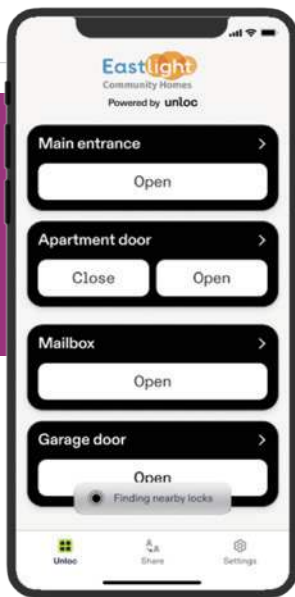 Eastlight
Community Homes
Powered by unloc
Main entrance
Open
Apartment door
Close Open
Mailbox
Open
Garage door
Open
Finding nearby locks
Unloc Share Settings